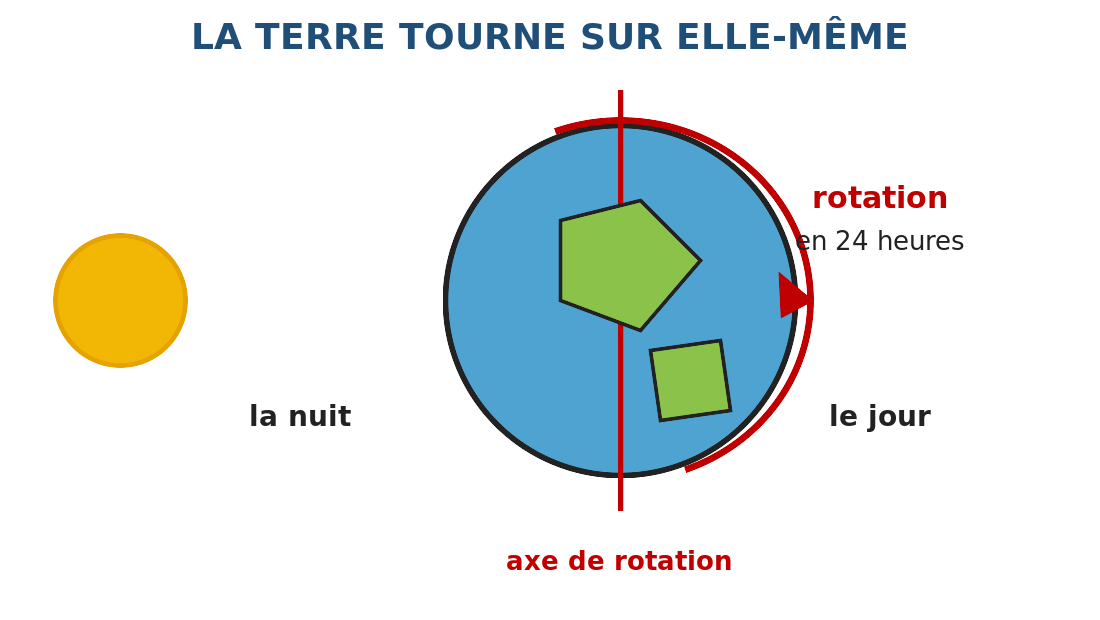 LA TERRE TOURNE SUR ELLE-MÊME
rotation
en 24 heures
la nuit
le jour
axe de rotation